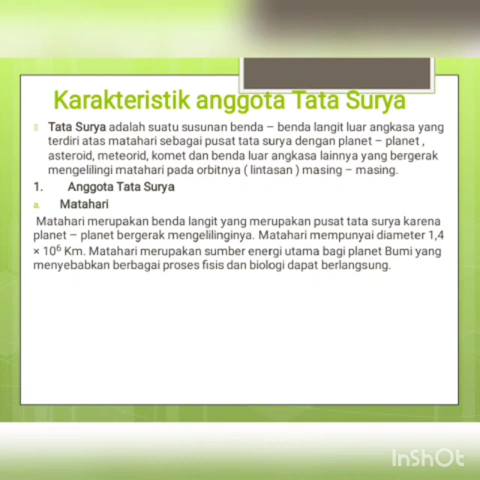 Karakteristik anggota Tata Surya
Tata Surya adalah suatu susunan benda – benda langit luar angkasa yang
terdiri atas matahari sebagai pusat tata surya dengan planet – planet ,
asteroid, meteorid, komet dan benda luar angkasa lainnya yang bergerak
mengelilingi matahari pada orbitnya ( lintasan ) masing – masing.
1. Anggota Tata Surya
a. Matahari
Matahari merupakan benda langit yang merupakan pusat tata surya karena
planet – planet bergerak mengelilinginya. Matahari mempunyai diameter 1,4
× 10⁶ Km. Matahari merupakan sumber energi utama bagi planet Bumi yang
menyebabkan berbagai proses fisis dan biologi dapat berlangsung.
InShOt